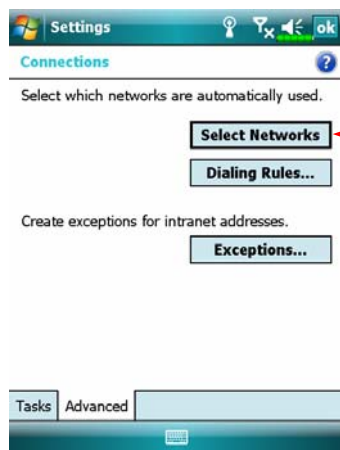 Settings
ok
Connections
?
Select which networks are automatically used.
Select Networks
Dialing Rules...
Create exceptions for intranet addresses.
Exceptions...
Tasks Advanced